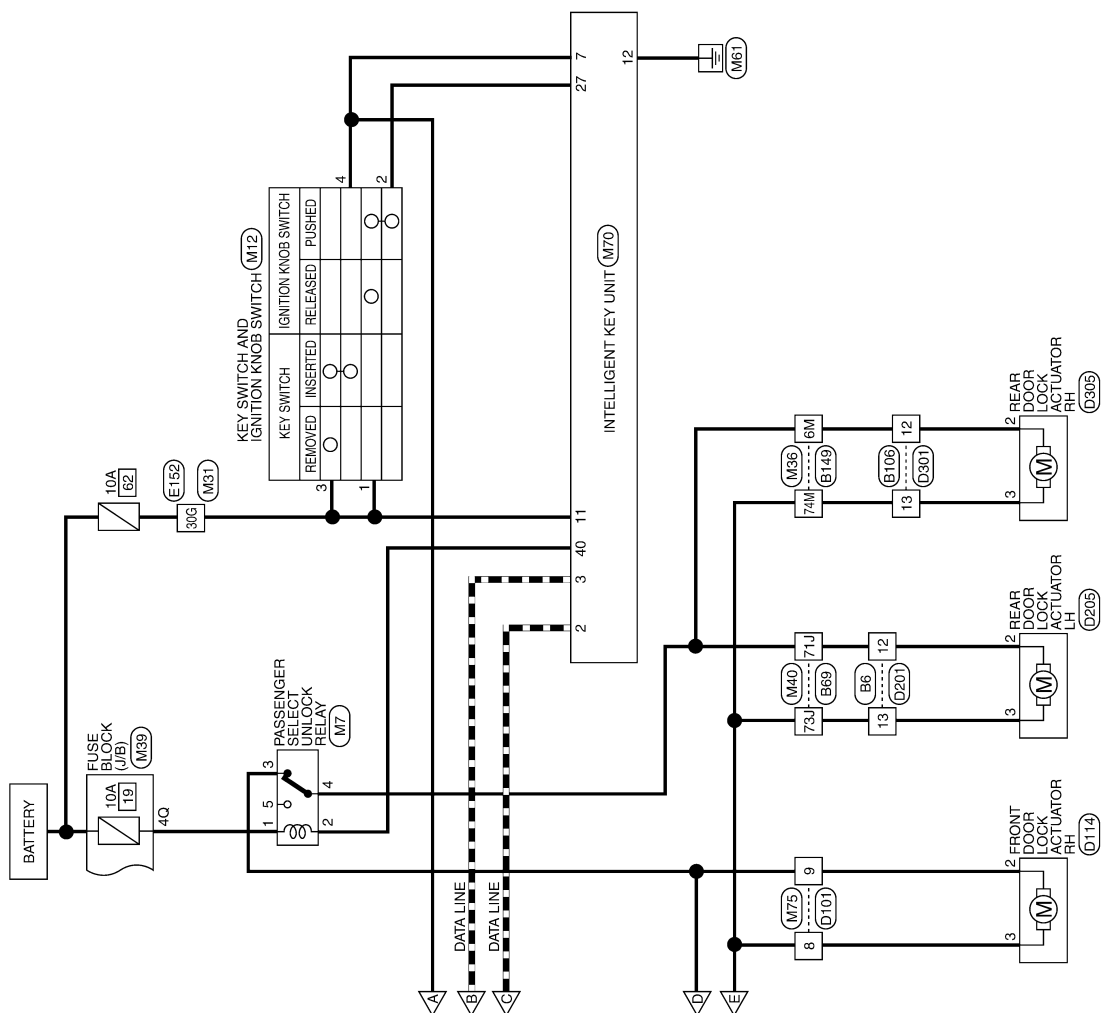 BATTERY
FUSE
BLOCK
(J/B)
M39
10A
19
4Q
10A
62
E152
M31
30G
KEY SWITCH AND
IGNITION KNOB SWITCH
M12
KEY SWITCH
IGNITION KNOB SWITCH
REMOVED
INSERTED
RELEASED
PUSHED
3
1
4
2
PASSENGER
SELECT
UNLOCK
RELAY
M7
1
5
3
2
4
DATA LINE
DATA LINE
A
B
C
D
E
INTELLIGENT KEY UNIT
M70
2
3
40
11
27
7
12
M61
M75
D101
8
9
FRONT
DOOR
LOCK
ACTUATOR
RH
D114
3
2
M40
B69
73J
71J
B6
D201
13
12
REAR
DOOR
LOCK
ACTUATOR
LH
D205
3
2
M
M36
B149
74M
6M
B106
D301
13
12
REAR
DOOR
LOCK
ACTUATOR
RH
D305
3
2
M
M